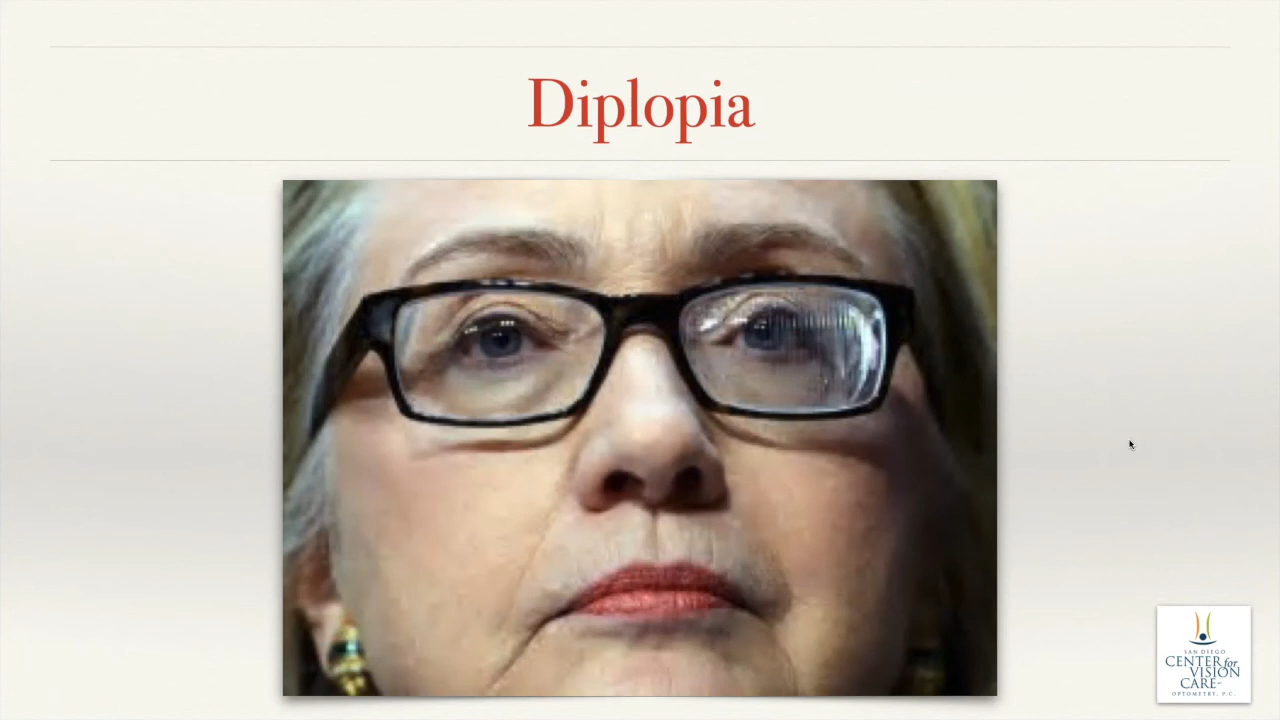 Diplopia
SAN DIEGO
CENTER for
VISION
CARE
OPTOMETRY, P.C.